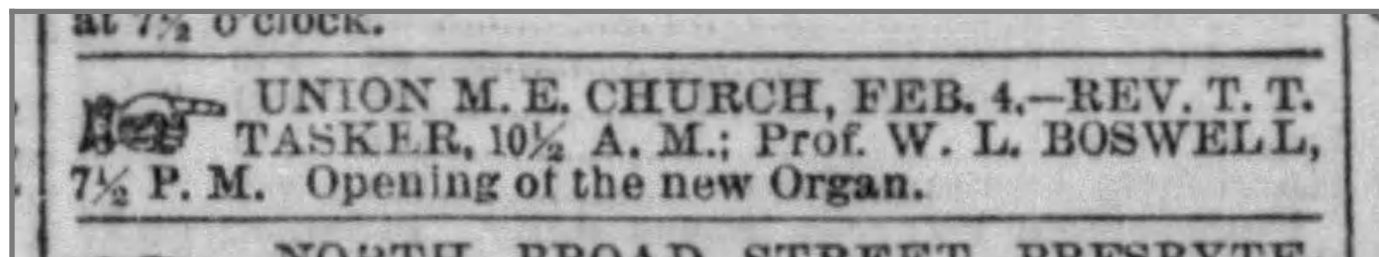 at 7½ o'clock.
UNION M. E. CHURCH, FEB. 4.—REV. T. T.
TASKER, 10½ A. M.; Prof. W. L. BOSWELL,
7½ P. M. Opening of the new Organ.
NORTH BROAD STREET PRESBYTE